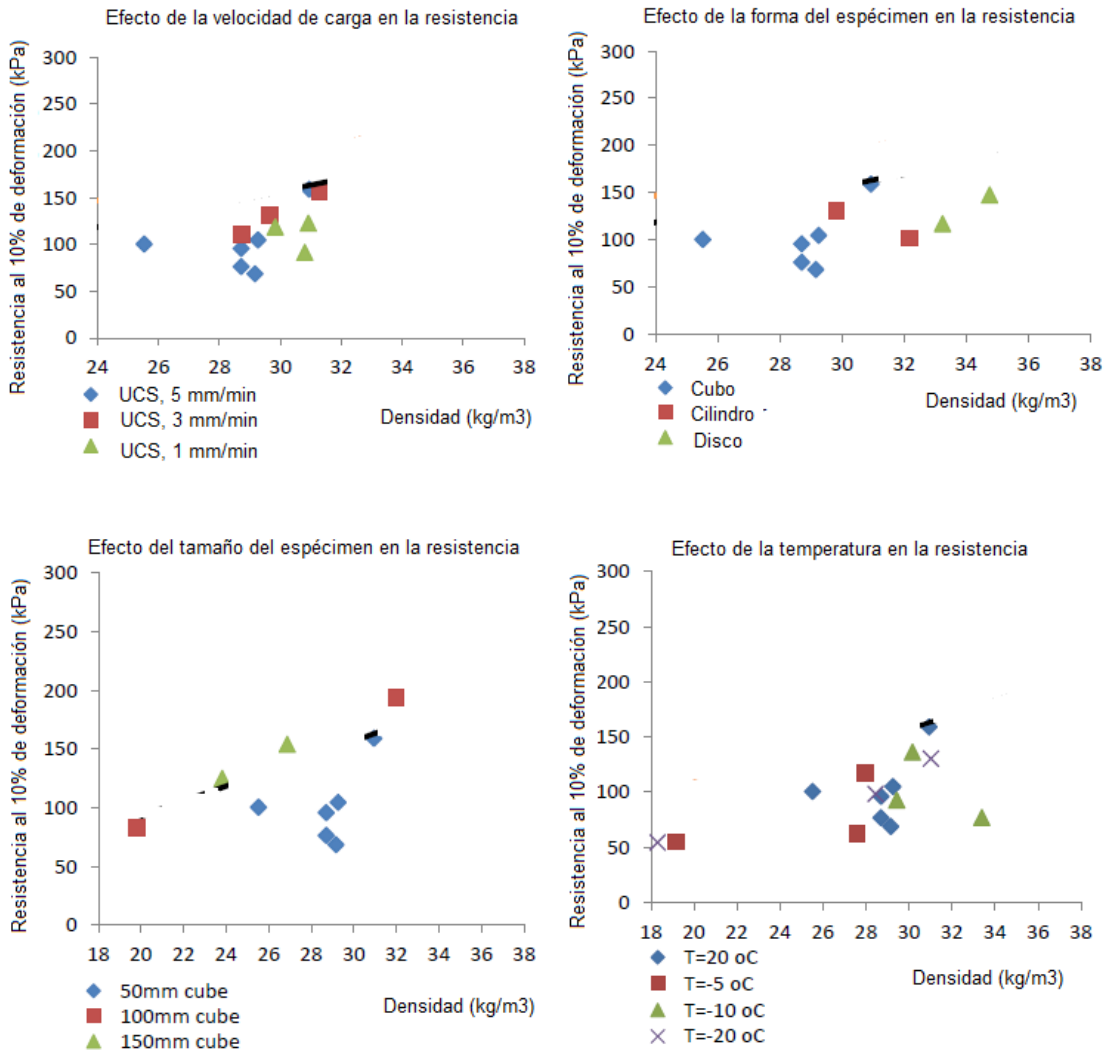 Efecto de la velocidad de carga en la resistencia
Resistencia al 10% de deformación (kPa)
300
250
200
150
100
50
0
24 26 28 30 32 34 36 38
UCS, 5 mm/min
UCS, 3 mm/min
UCS, 1 mm/min
Densidad (kg/m3)
Efecto de la forma del espécimen en la resistencia
Resistencia al 10% de deformación (kPa)
300
250
200
150
100
50
0
24 26 28 30 32 34 36 38
Cubo
Cilindro
Disco
Densidad (kg/m3)
Efecto del tamaño del espécimen en la resistencia
Resistencia al 10% de deformación (kPa)
300
250
200
150
100
50
0
18 20 22 24 26 28 30 32 34 36 38
50mm cube
100mm cube
150mm cube
Densidad (kg/m3)
Efecto de la temperatura en la resistencia
Resistencia al 10% de deformación (kPa)
300
250
200
150
100
50
0
18 20 22 24 26 28 30 32 34 36 38
T=20 oC
T=-5 oC
T=-10 oC
T=-20 oC
Densidad (kg/m3)